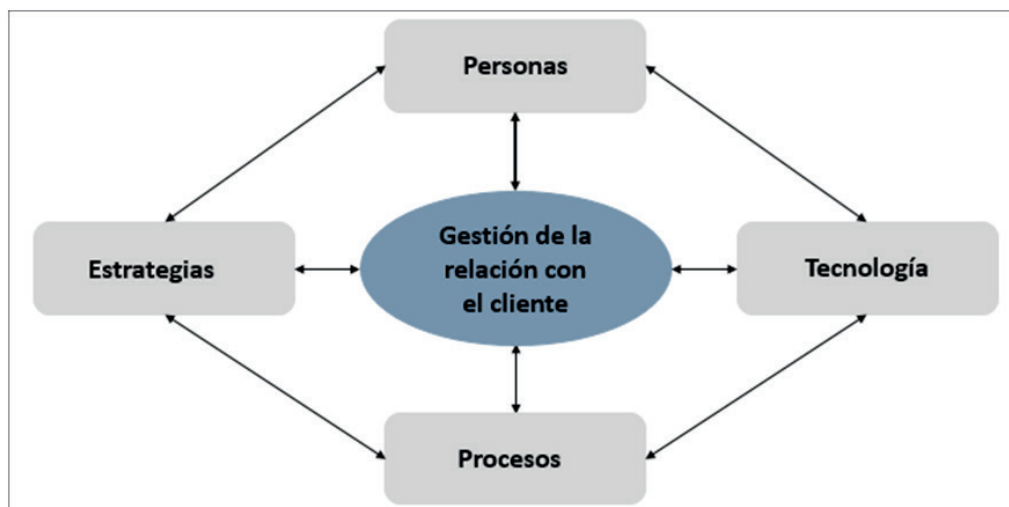 Personas
Estrategias
Gestión de la
relación con
el cliente
Tecnología
Procesos